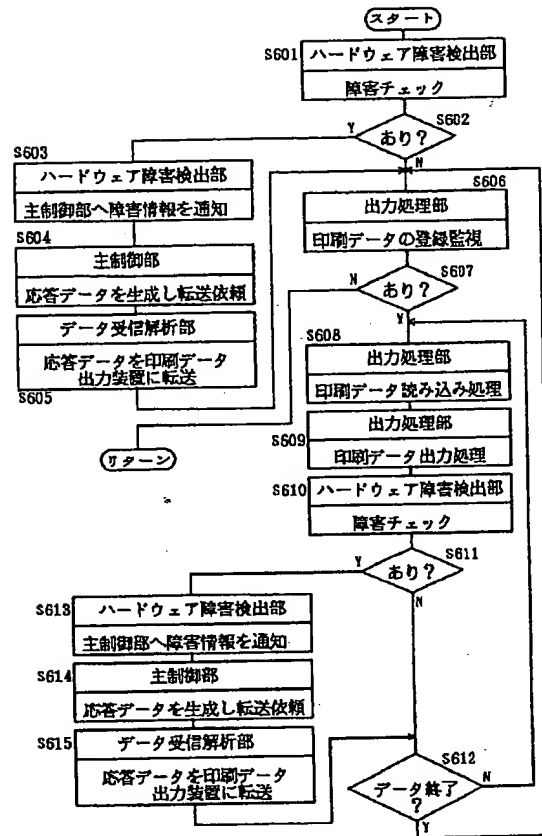 スタート
S601
ハードウェア障害検出部
障害チェック
S602
あり？
Y
N
S603
ハードウェア障害検出部
主制御部へ障害情報を通知
S604
主制御部
応答データを生成し転送依頼
データ受信解析部
応答データを印刷データ
出力装置に転送
S605
S606
出力処理部
印刷データの登録監視
S607
あり？
N
Y
リターン
S608
出力処理部
印刷データ読み込み処理
S609
出力処理部
印刷データ出力処理
S610
ハードウェア障害検出部
障害チェック
S611
あり？
Y
N
S613
ハードウェア障害検出部
主制御部へ障害情報を通知
S614
主制御部
応答データを生成し転送依頼
S615
データ受信解析部
応答データを印刷データ
出力装置に転送
S612
データ終了
？
N
Y